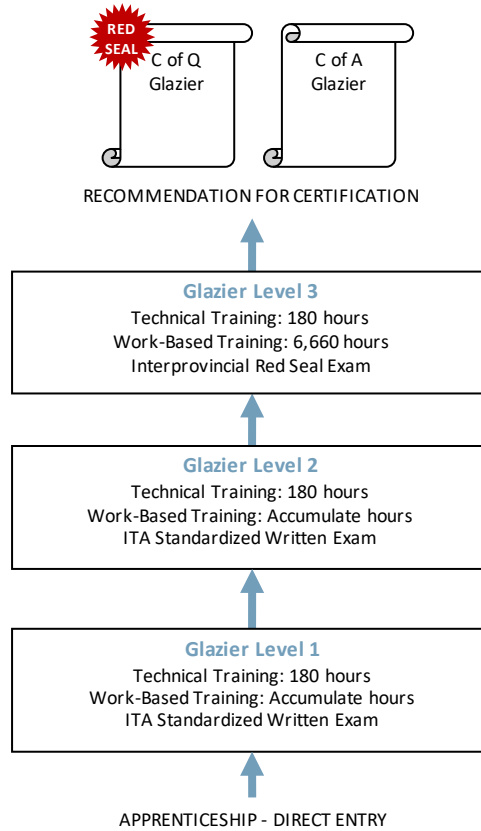 RED
SEAL
C of Q
Glazier
C of A
Glazier
RECOMMENDATION FOR CERTIFICATION
Glazier Level 3
Technical Training: 180 hours
Work-Based Training: 6,660 hours
Interprovincial Red Seal Exam
Glazier Level 2
Technical Training: 180 hours
Work-Based Training: Accumulate hours
ITA Standardized Written Exam
Glazier Level 1
Technical Training: 180 hours
Work-Based Training: Accumulate hours
ITA Standardized Written Exam
APPRENTICESHIP - DIRECT ENTRY